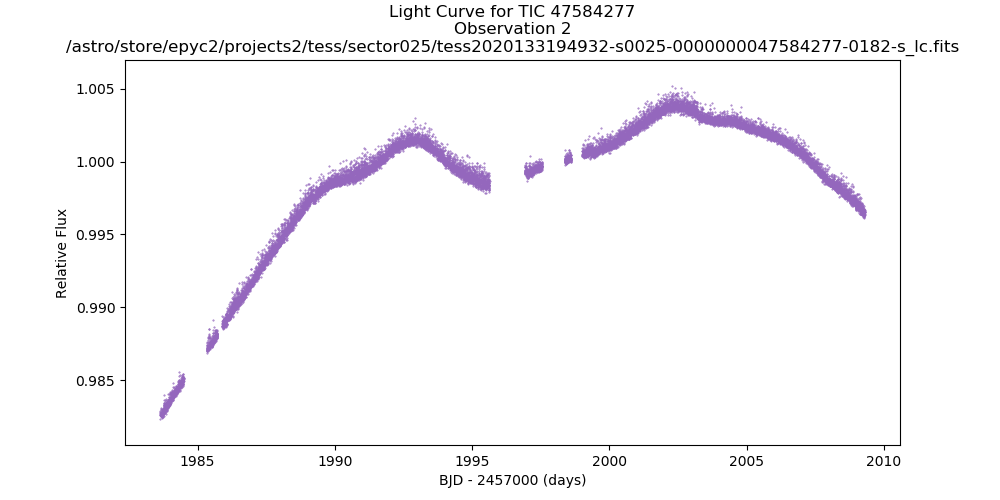 Light Curve for TIC 47584277
Observation 2
/astro/store/epyc2/projects2/tess/sector025/tess2020133194932-s0025-0000000047584277-0182-s_lc.fits
1.005
1.000
0.995
0.990
0.985
Relative Flux
1985
1990
1995
2000
2005
2010
BJD - 2457000 (days)